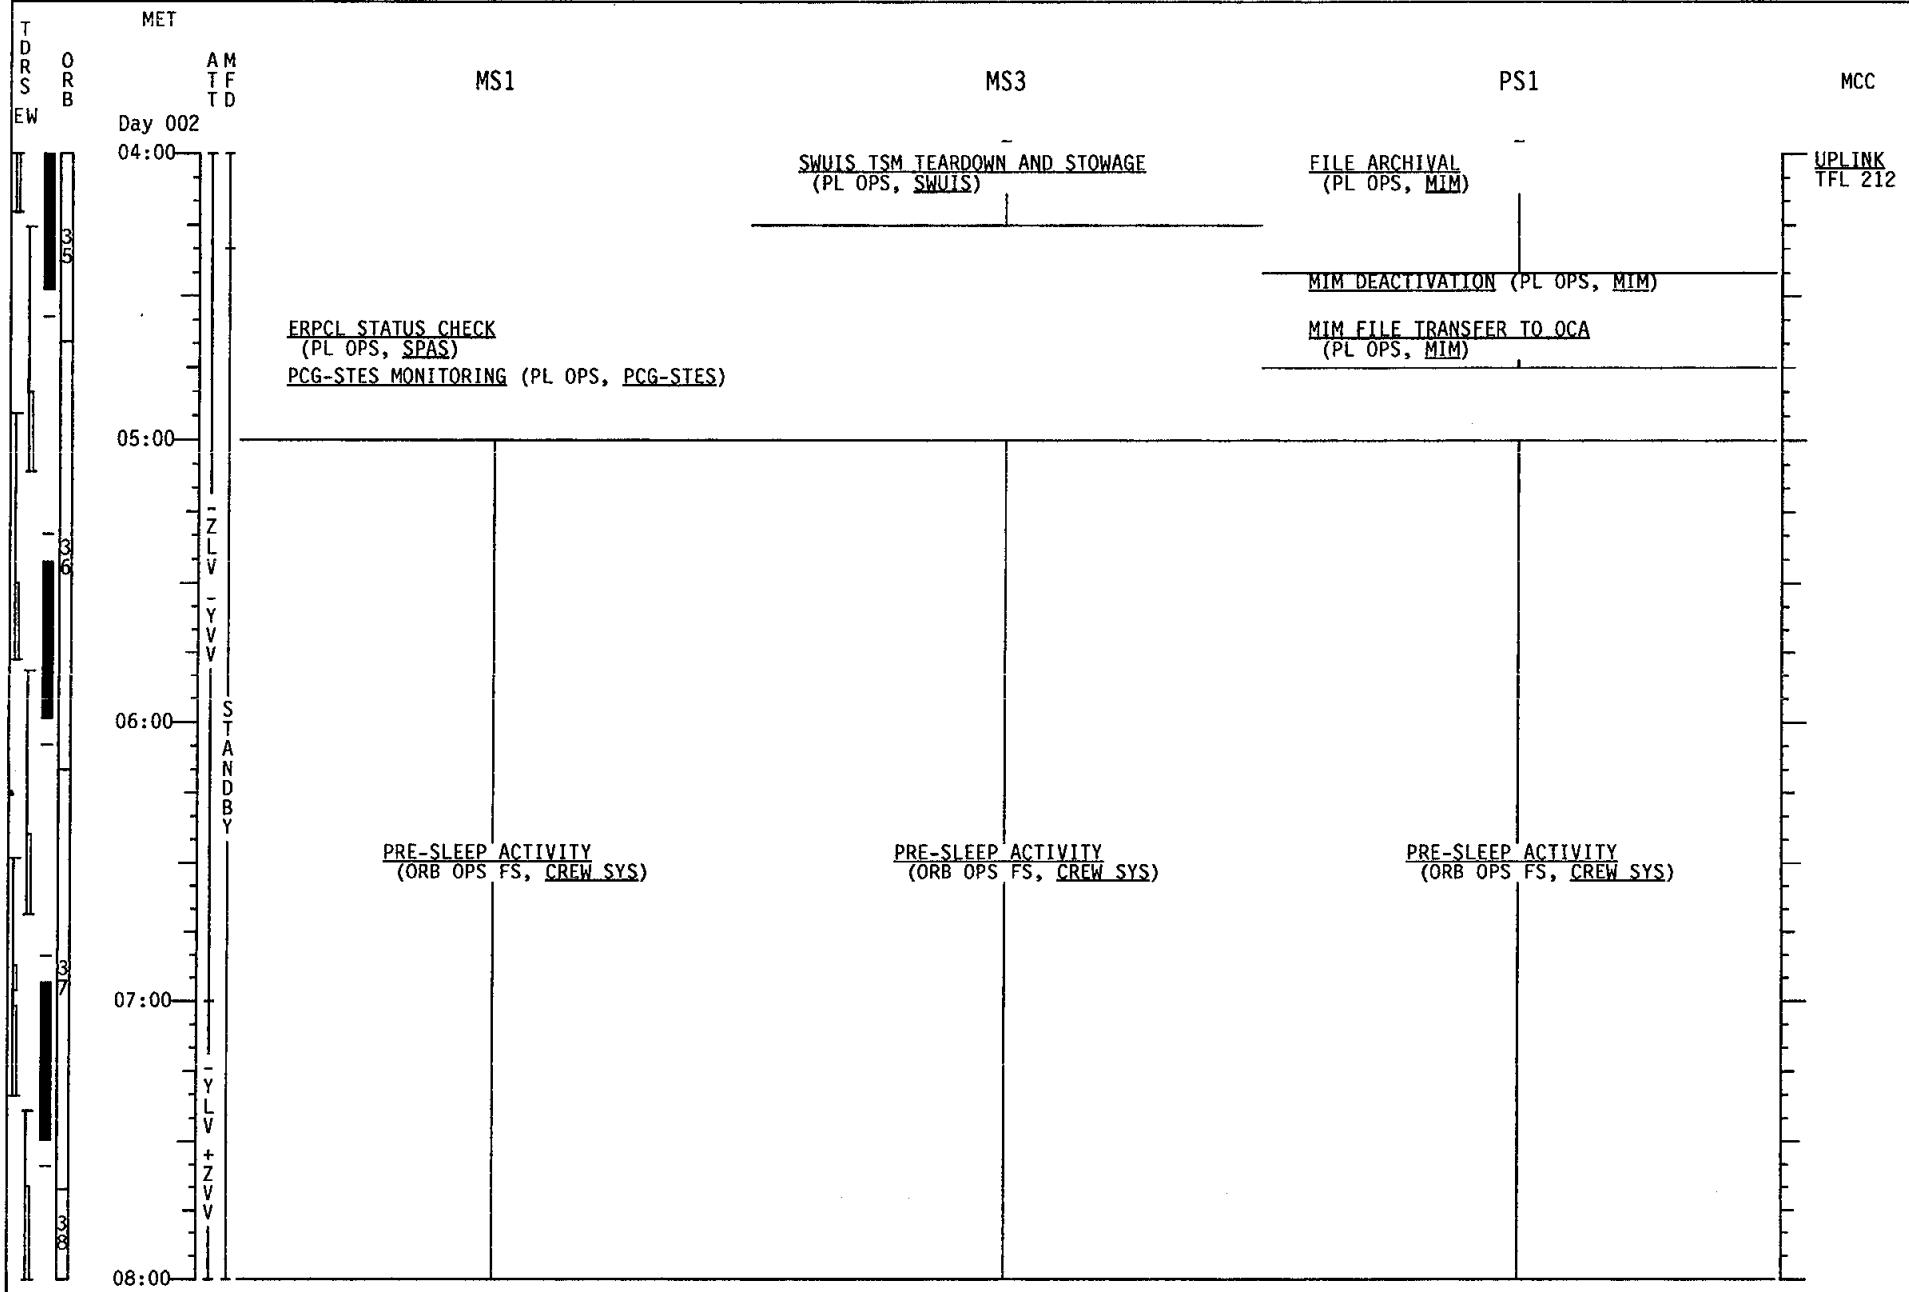 MET
TDRS
EW
ORB
ATT
MFD
MS1
MS3
PS1
MCC
Day 002
04:00
SWUIS TSM TEARDOWN AND STOWAGE
(PL OPS, SWUIS)
FILE ARCHIVAL
(PL OPS, MIM)
UPLINK
TFL 212
35
MIM DEACTIVATION (PL OPS, MIM)
ERPCL STATUS CHECK
(PL OPS, SPAS)
MIM FILE TRANSFER TO OCA
(PL OPS, MIM)
PCG-STES MONITORING (PL OPS, PCG-STES)
05:00
-ZLV -YVV
36
06:00
STANDBY
PRE-SLEEP ACTIVITY
(ORB OPS FS, CREW SYS)
PRE-SLEEP ACTIVITY
(ORB OPS FS, CREW SYS)
PRE-SLEEP ACTIVITY
(ORB OPS FS, CREW SYS)
37
07:00
-YLV +ZVV
38
08:00